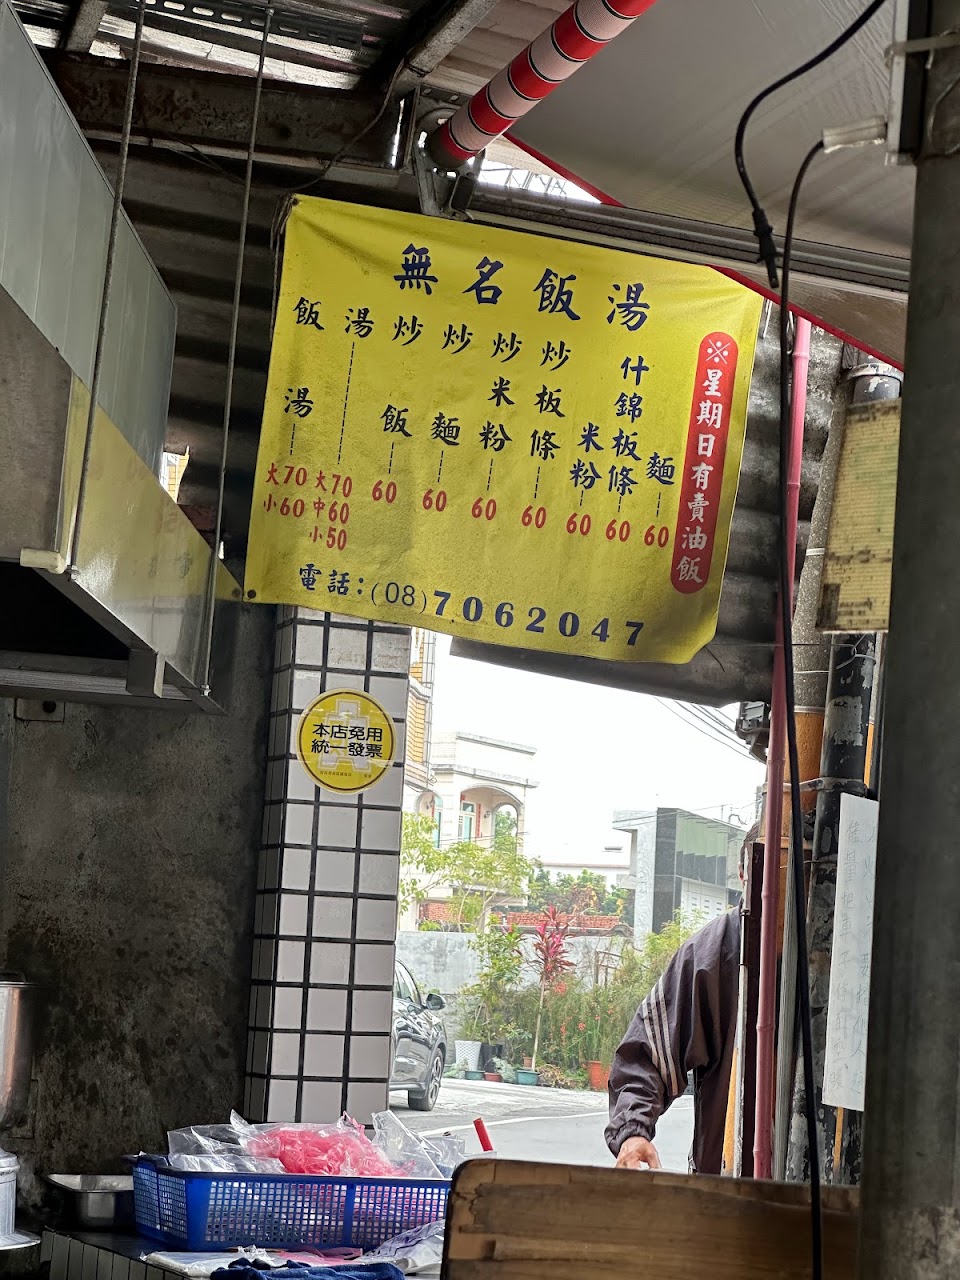 無名飯湯
飯湯 大70 小60
湯 大70 中60 小50
炒飯 60
炒麵 60
炒米粉 60
炒板條 60
什錦 米粉 60 板條 60 麵 60
※星期日有賣油飯
電話：(08)7062047
本店免用
統一發票